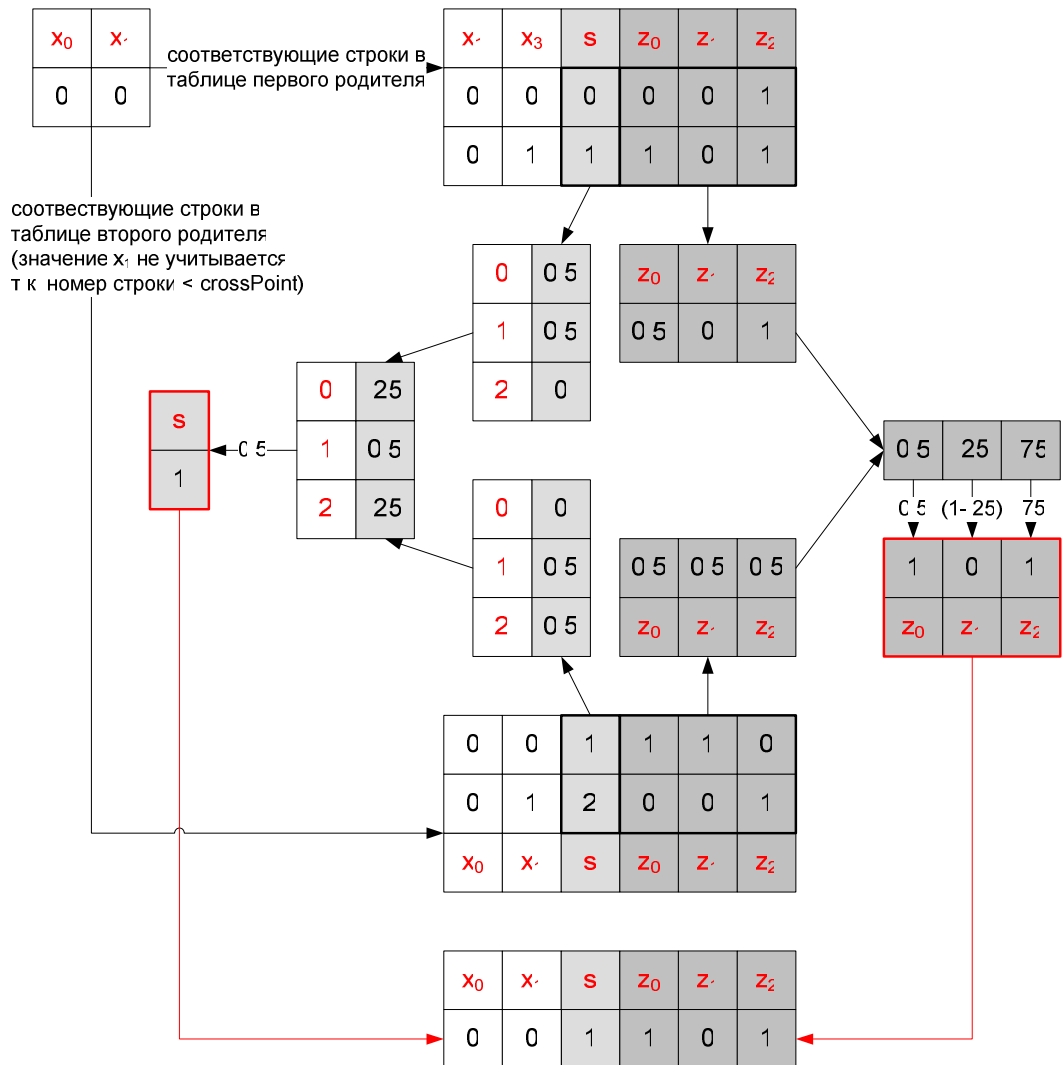 x₀ x₁
0 0
соответствующие строки в
таблице первого родителя
x₁ x₃ s z₀ z₁ z₂
0 0 0 0 0 1
0 1 1 1 0 1
соотвествующие строки в
таблице второго родителя
(значение x₁ не учитывается
т к номер строки < crossPoint)
0 0 5
1 0 5
2 0
z₀ z₁ z₂
0 5 0 1
0 25
1 0 5
2 25
s
1
0 5
0 5 25 75
0 5 (1- 25) 75
1 0 1
z₀ z₁ z₂
0 0
1 0 5
2 0 5
0 5 0 5 0 5
z₀ z₁ z₂
0 0 1 1 1 0
0 1 2 0 0 1
x₀ x₁ s z₀ z₁ z₂
x₀ x₁ s z₀ z₁ z₂
0 0 1 1 0 1